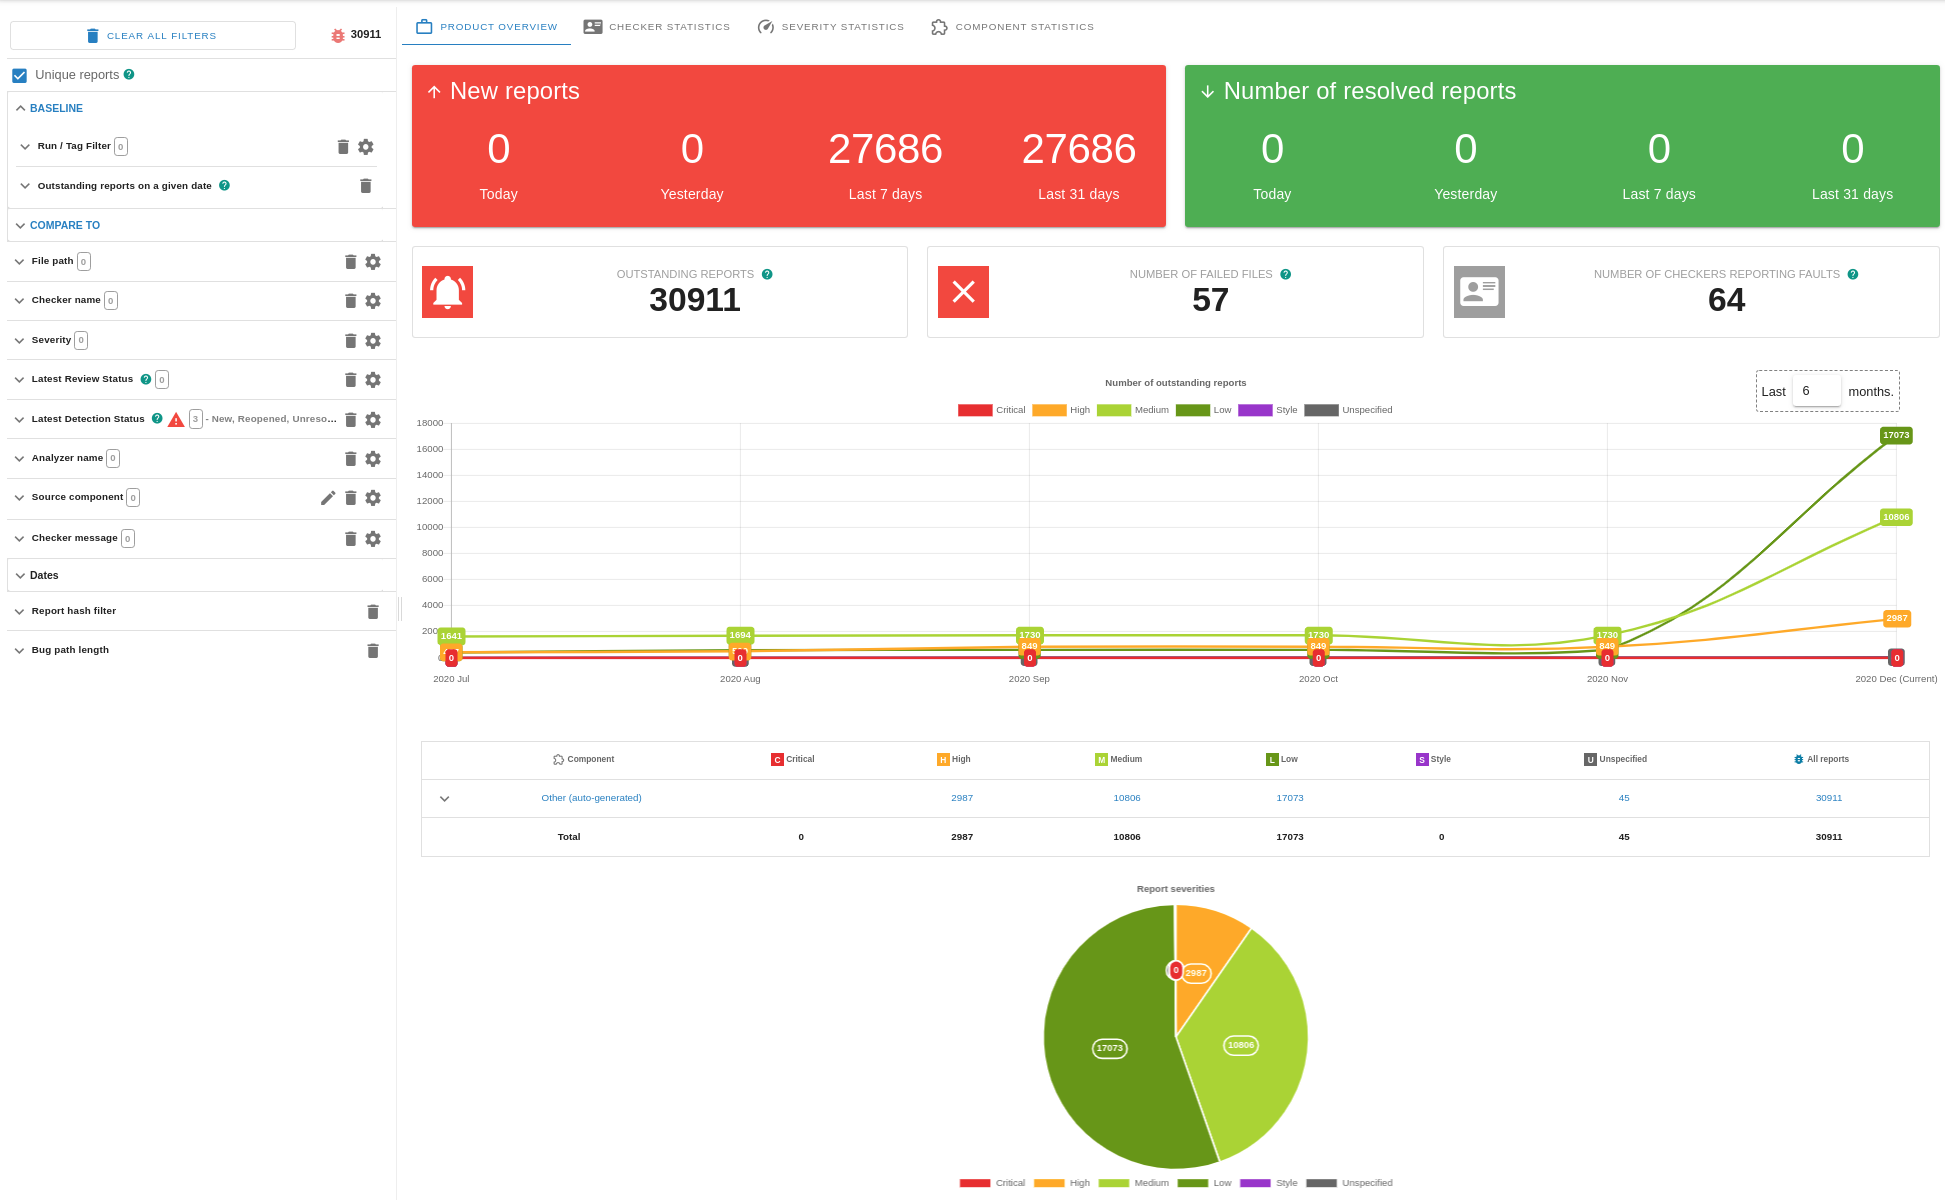 CLEAR ALL FILTERS
30911
Unique reports
BASELINE
Run / Tag Filter 0
Outstanding reports on a given date
COMPARE TO
File path 0
Checker name 0
Severity 0
Latest Review Status 0
Latest Detection Status 3 - New, Reopened, Unreso...
Analyzer name 0
Source component 0
Checker message 0
Dates
Report hash filter
Bug path length
PRODUCT OVERVIEW CHECKER STATISTICS SEVERITY STATISTICS COMPONENT STATISTICS
New reports
0 0 27686 27686
Today Yesterday Last 7 days Last 31 days
Number of resolved reports
0 0 0 0
Today Yesterday Last 7 days Last 31 days
OUTSTANDING REPORTS
30911
NUMBER OF FAILED FILES
57
NUMBER OF CHECKERS REPORTING FAULTS
64
Number of outstanding reports
Last 6 months.
Critical High Medium Low Style Unspecified
18000
16000
14000
12000
10000
8000
6000
4000
200
17073
10806
2987
1641 1694 1730 1730 1730
849 849 849
0 0 0 0 0 0
2020 Jul 2020 Aug 2020 Sep 2020 Oct 2020 Nov 2020 Dec (Current)
Component C Critical H High M Medium L Low S Style U Unspecified All reports
Other (auto-generated) 2987 10806 17073 45 30911
Total 0 2987 10806 17073 0 45 30911
Report severities
0 2987
17073 10806
Critical High Medium Low Style Unspecified